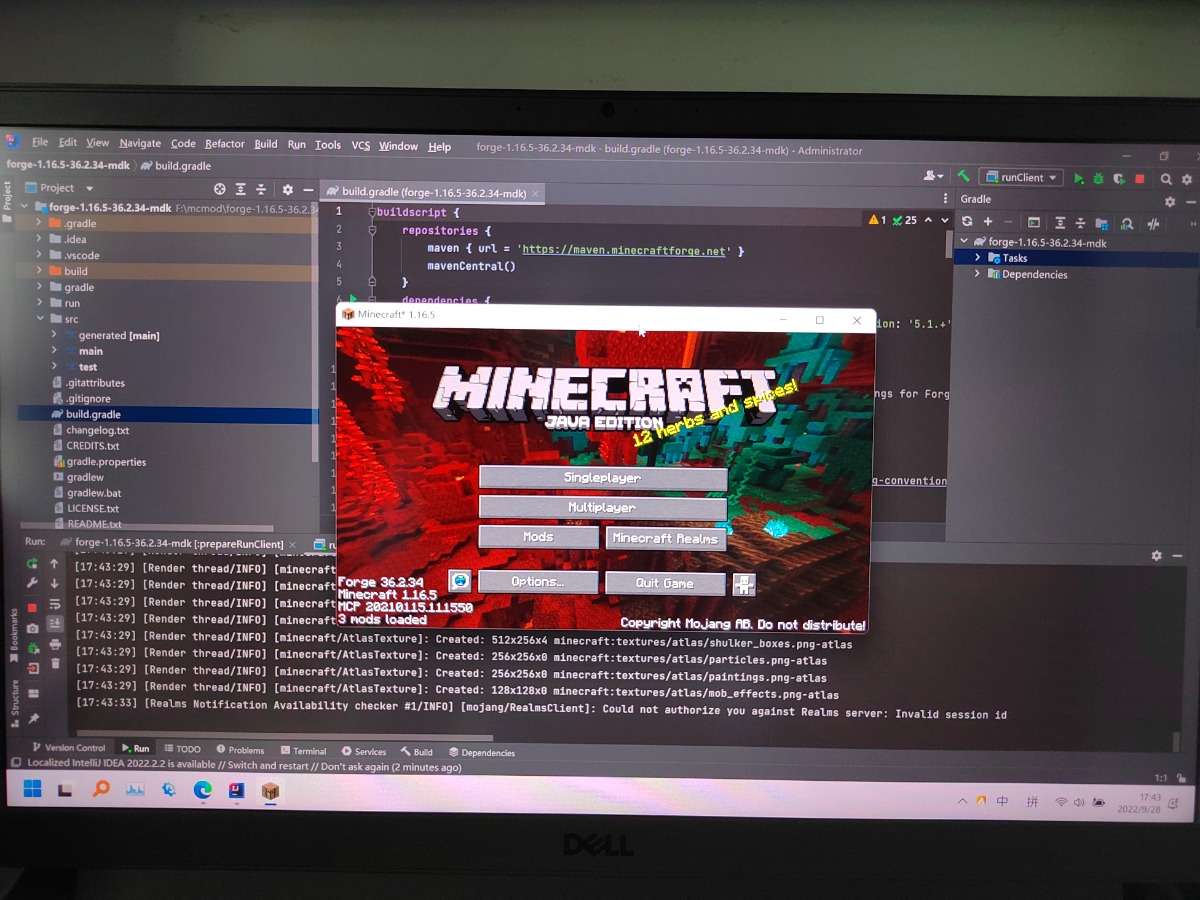 File Edit View Navigate Code Refactor Build Run Tools VCS Window Help forge-1.16.5-36.2.34-mdk - build.gradle (forge-1.16.5-36.2.34-mdk) - Administrator
forge-1.16.5-36.2.34-mdk build.gradle
runClient
Project
Project
forge-1.16.5-36.2.34-mdk F:\mcmod\forge-1.16.5-36.2.3
.gradle
.idea
.vscode
build
gradle
run
src
generated [main]
main
test
.gitattributes
.gitignore
build.gradle
changelog.txt
CREDITS.txt
gradle.properties
gradlew
gradlew.bat
LICENSE.txt
README.txt
build.gradle (forge-1.16.5-36.2.34-mdk)
1 buildscript {
2 repositories {
3 maven { url = 'https://maven.minecraftforge.net' }
4 mavenCentral()
5 }
6 dependencies {
1 25
ion: '5.1.+'
ngs for Forg
g-convention
Gradle
forge-1.16.5-36.2.34-mdk
Tasks
Dependencies
Minecraft* 1.16.5
MINECRAFT
JAVA EDITION
12 herbs and spices!
Singleplayer
Multiplayer
Mods
Minecraft Realms
Options...
Quit Game
Forge 36.2.34
Minecraft 1.16.5
MCP 20210115.111550
3 mods loaded
Copyright Mojang AB. Do not distribute!
Run: forge-1.16.5-36.2.34-mdk [:prepareRunClient]
[17:43:29] [Render thread/INFO] [minecraft
[17:43:29] [Render thread/INFO] [minecraft
[17:43:29] [Render thread/INFO] [minecraft
[17:43:29] [Render thread/INFO] [minecraft
[17:43:29] [Render thread/INFO] [minecraft/AtlasTexture]: Created: 512x256x4 minecraft:textures/atlas/shulker_boxes.png-atlas
[17:43:29] [Render thread/INFO] [minecraft/AtlasTexture]: Created: 256x256x0 minecraft:textures/atlas/particles.png-atlas
[17:43:29] [Render thread/INFO] [minecraft/AtlasTexture]: Created: 256x256x0 minecraft:textures/atlas/paintings.png-atlas
[17:43:29] [Render thread/INFO] [minecraft/AtlasTexture]: Created: 128x128x0 minecraft:textures/atlas/mob_effects.png-atlas
[17:43:33] [Realms Notification Availability checker #1/INFO] [mojang/RealmsClient]: Could not authorize you against Realms server: Invalid session id
Bookmarks
Structure
Version Control Run TODO Problems Terminal Services Build Dependencies
Localized IntelliJ IDEA 2022.2.2 is available // Switch and restart // Don't ask again (2 minutes ago)
1:1
中 拼
17:43
2022/9/28
DELL